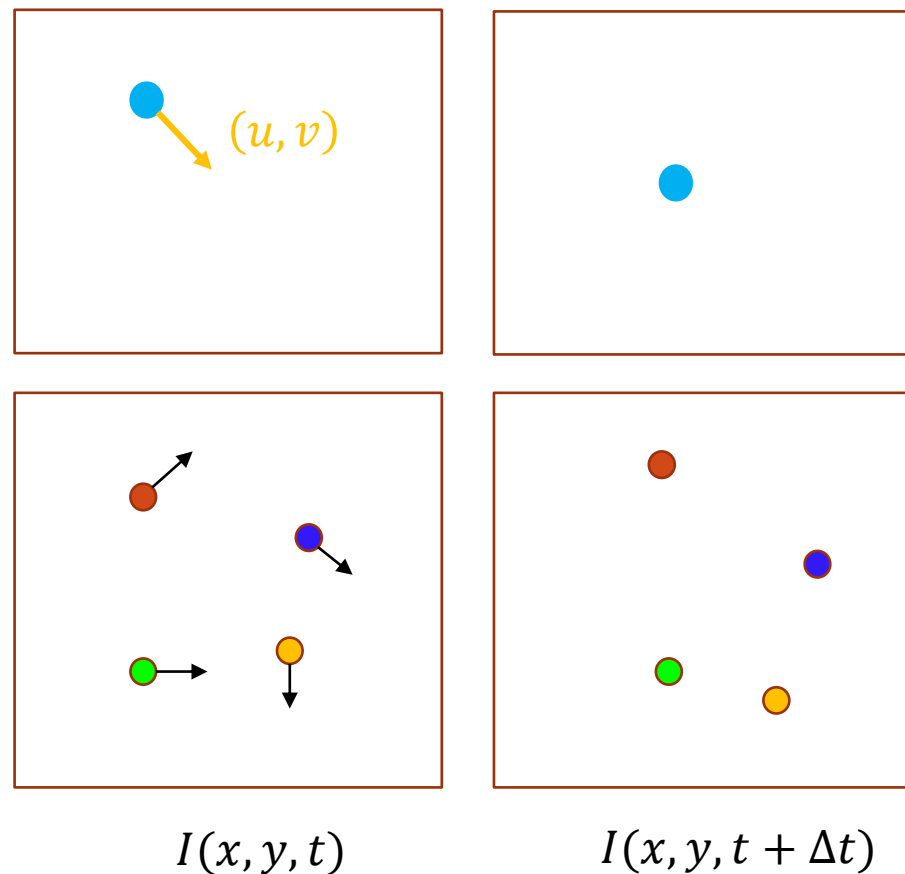 (u, v)
I(x, y, t)
I(x, y, t + Δt)